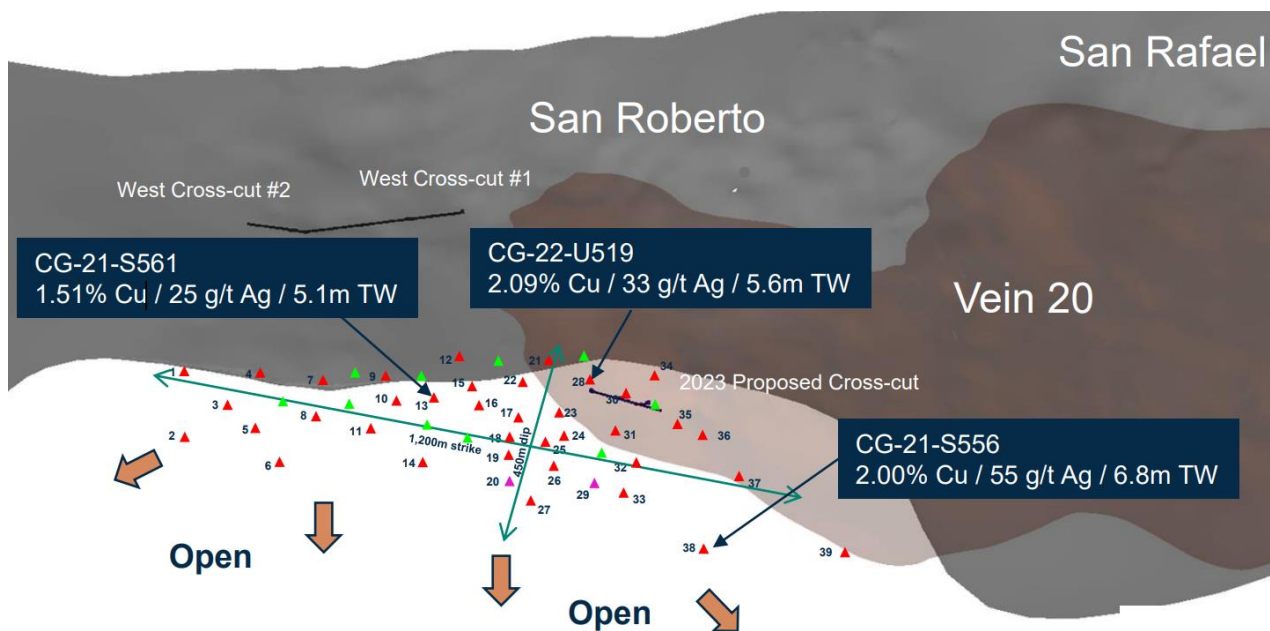 San Rafael
San Roberto
West Cross-cut #2
West Cross-cut #1
CG-21-S561
1.51% Cu / 25 g/t Ag / 5.1m TW
CG-22-U519
2.09% Cu / 33 g/t Ag / 5.6m TW
Vein 20
12
21
1
4
7
9
28
34
2023 Proposed Cross-cut
15
22
30
3
10
13
16
8
17
23
35
5
11
1,200m strike
18
24
31
36
2
450m dip
25
CG-21-S556
2.00% Cu / 55 g/t Ag / 6.8m TW
6
14
19
26
32
37
20
29
33
27
38
39
Open
Open